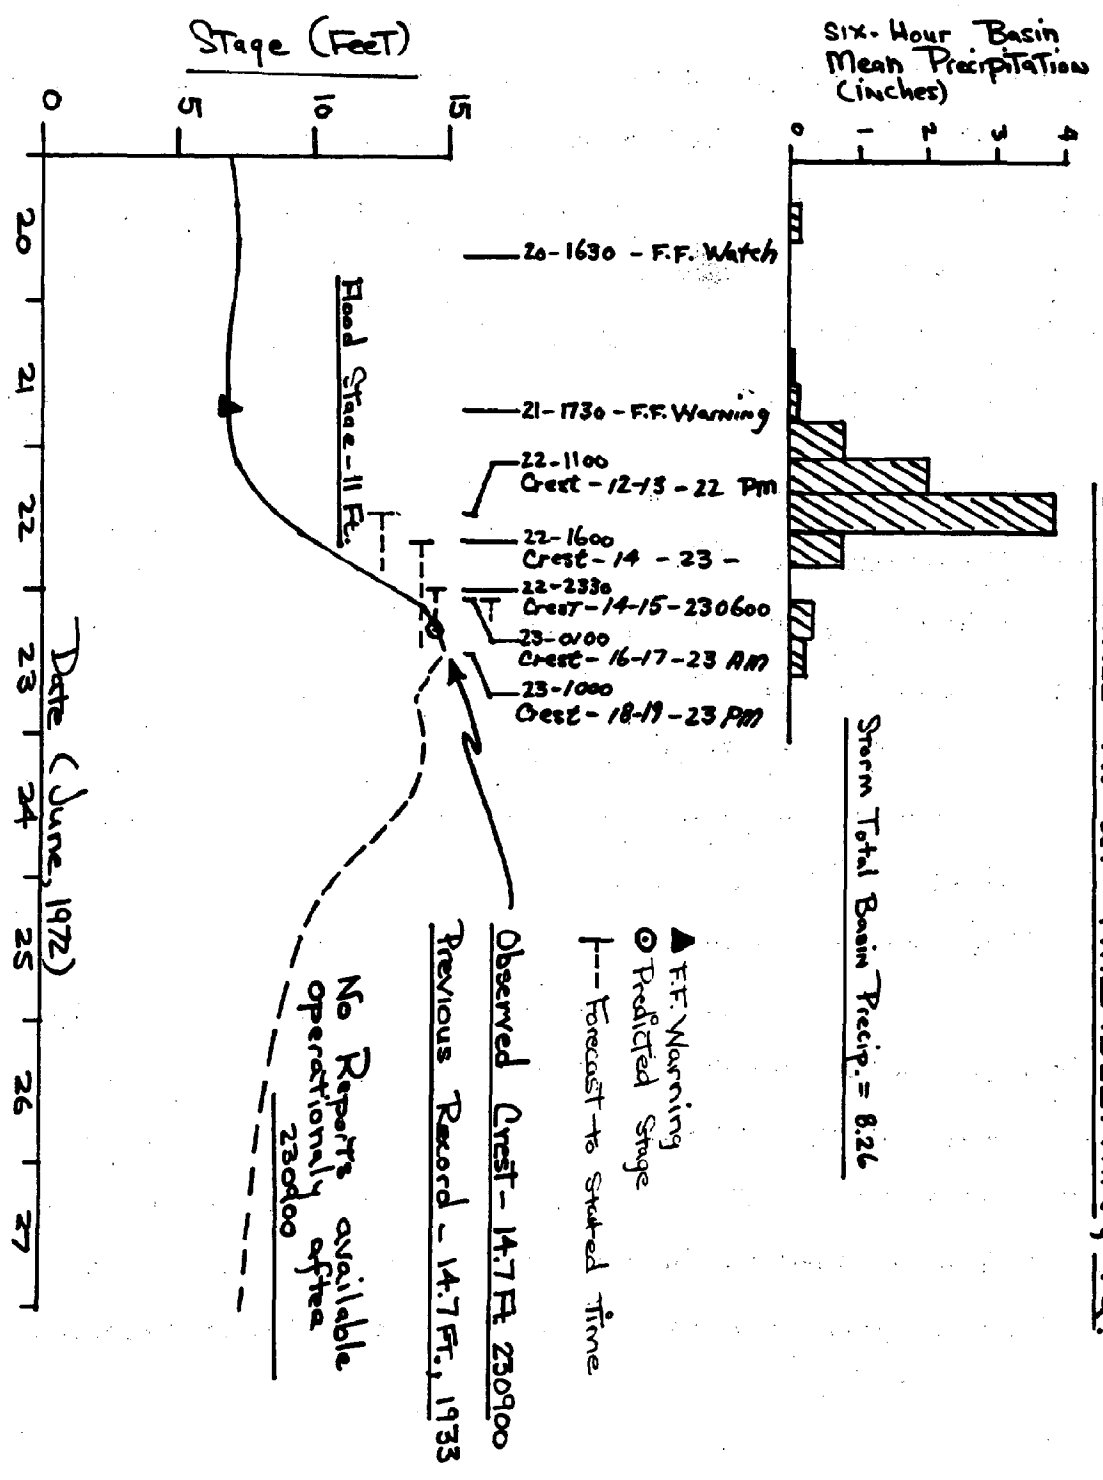 Stage (FeeT)
0
5
10
15
SIX-Hour Basin
Mean Precipitation
(inches)
0
1
2
3
4
20-1630 - F.F. Watch
21-1730-F.F. Warning
22-1100
Crest-12-13-22 PM
22-1600
Crest-14-23-
22-2330
CresT-14-15-230600
23-0100
Crest-16-17-23 AM
23-1000
Crest-18-19-23 PM
Flood Stage-11 Ft.
Storm Total Basin Precip.= 8.26
F.F. Warning
Predicted Stage
Forecast to Stated Time
Observed Crest-14.7 Ft 230900
Previous Record-14.7 FT., 1933
No Reports available
operationaly after
230900
20
21
22
23
24
25
26
27
Date (June, 1972)